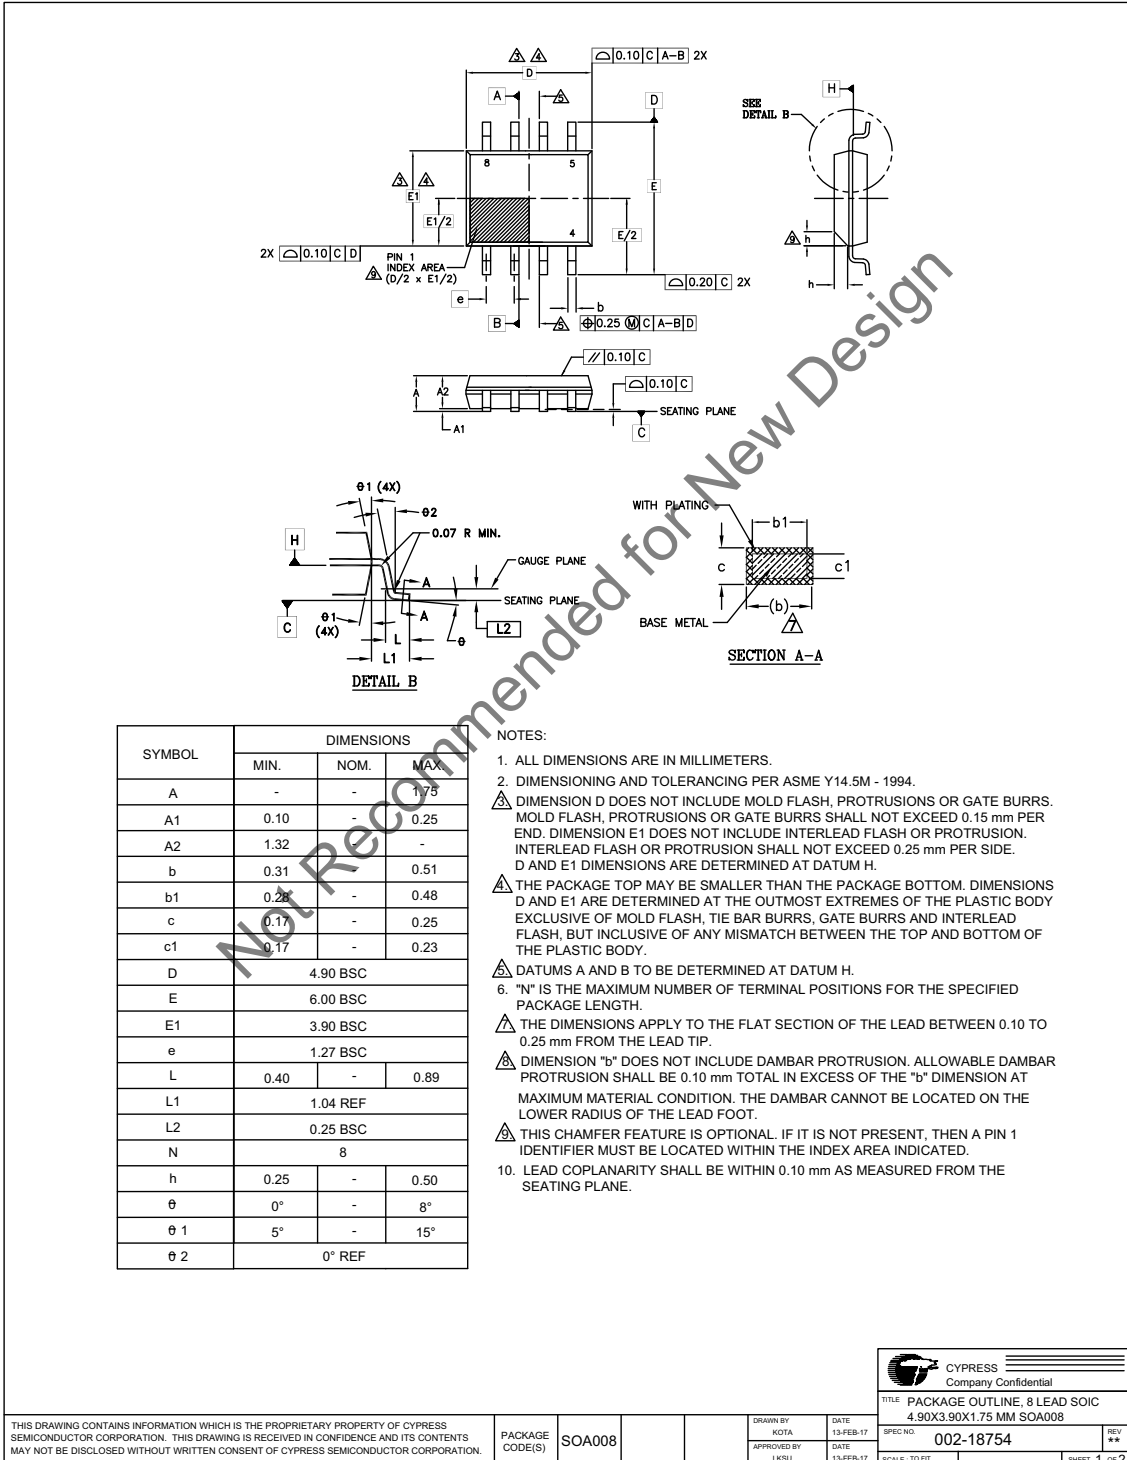 3 4
D
0.10 C A-B 2X
A
5
D
8
5
3 4
E1
E1/2
E
E/2
4
2X 0.10 C D
PIN 1
INDEX AREA
9 (D/2 x E1/2)
e
b
0.20 C 2X
B
5
0.25 M C A-B D
SEE
DETAIL B
H
9
h
h
// 0.10 C
0.10 C
A A2
A1
SEATING PLANE
C
θ1 (4X)
θ2
0.07 R MIN.
H
GAUGE PLANE
A
SEATING PLANE
A
C
θ1
(4X)
L
L1
L2
θ
DETAIL B
WITH PLATING
b1
c
c1
(b)
BASE METAL
7
SECTION A-A
Not Recommended for New Design
SYMBOL DIMENSIONS
MIN. NOM. MAX.
A - - 1.75
A1 0.10 - 0.25
A2 1.32 - -
b 0.31 - 0.51
b1 0.28 - 0.48
c 0.17 - 0.25
c1 0.17 - 0.23
D 4.90 BSC
E 6.00 BSC
E1 3.90 BSC
e 1.27 BSC
L 0.40 - 0.89
L1 1.04 REF
L2 0.25 BSC
N 8
h 0.25 - 0.50
θ 0° - 8°
θ 1 5° - 15°
θ 2 0° REF
NOTES:
1. ALL DIMENSIONS ARE IN MILLIMETERS.
2. DIMENSIONING AND TOLERANCING PER ASME Y14.5M - 1994.
3. DIMENSION D DOES NOT INCLUDE MOLD FLASH, PROTRUSIONS OR GATE BURRS.
MOLD FLASH, PROTRUSIONS OR GATE BURRS SHALL NOT EXCEED 0.15 mm PER
END. DIMENSION E1 DOES NOT INCLUDE INTERLEAD FLASH OR PROTRUSION.
INTERLEAD FLASH OR PROTRUSION SHALL NOT EXCEED 0.25 mm PER SIDE.
D AND E1 DIMENSIONS ARE DETERMINED AT DATUM H.
4. THE PACKAGE TOP MAY BE SMALLER THAN THE PACKAGE BOTTOM. DIMENSIONS
D AND E1 ARE DETERMINED AT THE OUTMOST EXTREMES OF THE PLASTIC BODY
EXCLUSIVE OF MOLD FLASH, TIE BAR BURRS, GATE BURRS AND INTERLEAD
FLASH, BUT INCLUSIVE OF ANY MISMATCH BETWEEN THE TOP AND BOTTOM OF
THE PLASTIC BODY.
5. DATUMS A AND B TO BE DETERMINED AT DATUM H.
6. "N" IS THE MAXIMUM NUMBER OF TERMINAL POSITIONS FOR THE SPECIFIED
PACKAGE LENGTH.
7. THE DIMENSIONS APPLY TO THE FLAT SECTION OF THE LEAD BETWEEN 0.10 TO
0.25 mm FROM THE LEAD TIP.
8. DIMENSION "b" DOES NOT INCLUDE DAMBAR PROTRUSION. ALLOWABLE DAMBAR
PROTRUSION SHALL BE 0.10 mm TOTAL IN EXCESS OF THE "b" DIMENSION AT
MAXIMUM MATERIAL CONDITION. THE DAMBAR CANNOT BE LOCATED ON THE
LOWER RADIUS OF THE LEAD FOOT.
9. THIS CHAMFER FEATURE IS OPTIONAL. IF IT IS NOT PRESENT, THEN A PIN 1
IDENTIFIER MUST BE LOCATED WITHIN THE INDEX AREA INDICATED.
10. LEAD COPLANARITY SHALL BE WITHIN 0.10 mm AS MEASURED FROM THE
SEATING PLANE.
CYPRESS
Company Confidential
TITLE PACKAGE OUTLINE, 8 LEAD SOIC
4.90X3.90X1.75 MM SOA008
THIS DRAWING CONTAINS INFORMATION WHICH IS THE PROPRIETARY PROPERTY OF CYPRESS
SEMICONDUCTOR CORPORATION. THIS DRAWING IS RECEIVED IN CONFIDENCE AND ITS CONTENTS
MAY NOT BE DISCLOSED WITHOUT WRITTEN CONSENT OF CYPRESS SEMICONDUCTOR CORPORATION.
PACKAGE
CODE(S)
SOA008
DRAWN BY DATE
KOTA 13-FEB-17
APPROVED BY DATE
LKSU 13-FEB-17
SPEC NO. 002-18754
REV
**
SCALE : TO FIT
SHEET 1 OF 2